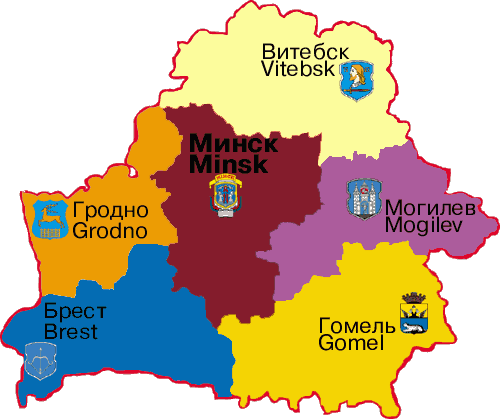 Витебск
Vitebsk
Минск
Minsk
Могилев
Mogilev
Гродно
Grodno
Брест
Brest
Гомель
Gomel